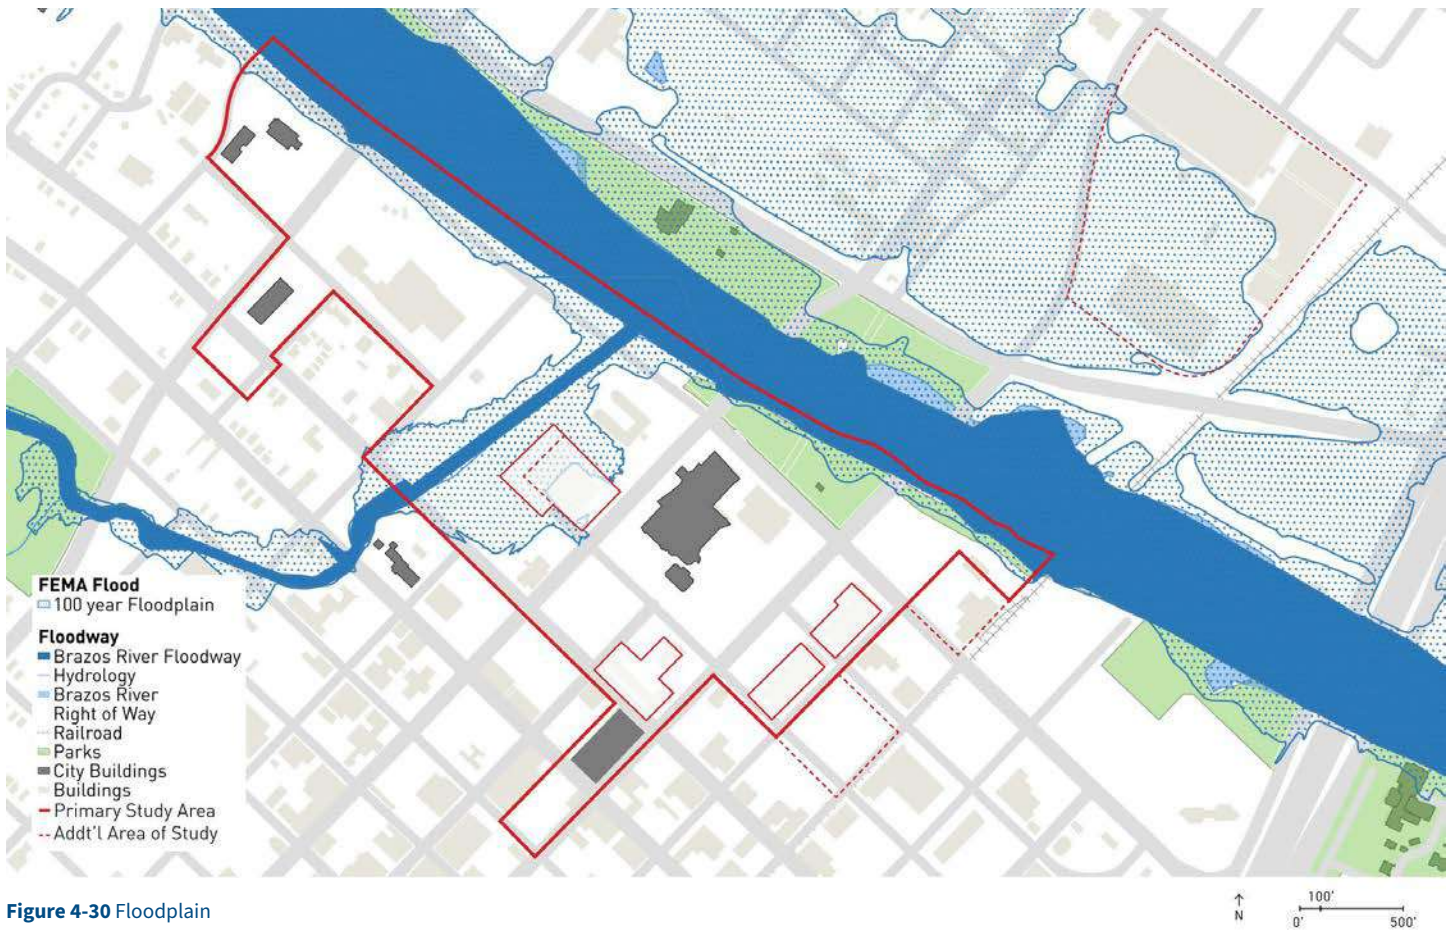 FEMA Flood
100 year Floodplain
Floodway
Brazos River Floodway
Hydrology
Brazos River
Right of Way
Railroad
Parks
City Buildings
Buildings
Primary Study Area
Addt'l Area of Study
Figure 4-30 Floodplain
N
100'
0'
500'